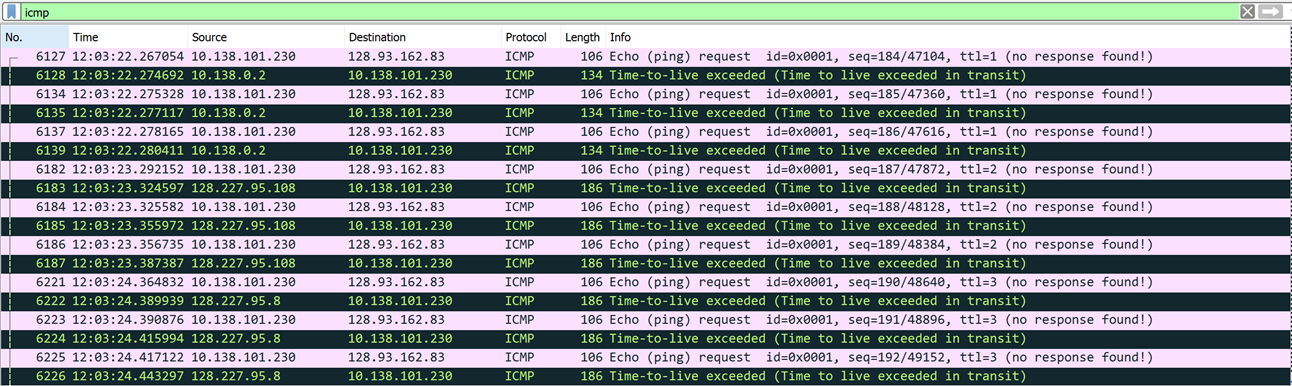 icmp
No. Time Source Destination Protocol Length Info
6127 12:03:22.267054 10.138.101.230 128.93.162.83 ICMP 106 Echo (ping) request id=0x0001, seq=184/47104, ttl=1 (no response found!)
6128 12:03:22.274692 10.138.0.2 10.138.101.230 ICMP 134 Time-to-live exceeded (Time to live exceeded in transit)
6134 12:03:22.275328 10.138.101.230 128.93.162.83 ICMP 106 Echo (ping) request id=0x0001, seq=185/47360, ttl=1 (no response found!)
6135 12:03:22.277117 10.138.0.2 10.138.101.230 ICMP 134 Time-to-live exceeded (Time to live exceeded in transit)
6137 12:03:22.278165 10.138.101.230 128.93.162.83 ICMP 106 Echo (ping) request id=0x0001, seq=186/47616, ttl=1 (no response found!)
6139 12:03:22.280411 10.138.0.2 10.138.101.230 ICMP 134 Time-to-live exceeded (Time to live exceeded in transit)
6182 12:03:23.292152 10.138.101.230 128.93.162.83 ICMP 106 Echo (ping) request id=0x0001, seq=187/47872, ttl=2 (no response found!)
6183 12:03:23.324597 128.227.95.108 10.138.101.230 ICMP 186 Time-to-live exceeded (Time to live exceeded in transit)
6184 12:03:23.325582 10.138.101.230 128.93.162.83 ICMP 106 Echo (ping) request id=0x0001, seq=188/48128, ttl=2 (no response found!)
6185 12:03:23.355972 128.227.95.108 10.138.101.230 ICMP 186 Time-to-live exceeded (Time to live exceeded in transit)
6186 12:03:23.356735 10.138.101.230 128.93.162.83 ICMP 106 Echo (ping) request id=0x0001, seq=189/48384, ttl=2 (no response found!)
6187 12:03:23.387387 128.227.95.108 10.138.101.230 ICMP 186 Time-to-live exceeded (Time to live exceeded in transit)
6221 12:03:24.364832 10.138.101.230 128.93.162.83 ICMP 106 Echo (ping) request id=0x0001, seq=190/48640, ttl=3 (no response found!)
6222 12:03:24.389939 128.227.95.8 10.138.101.230 ICMP 186 Time-to-live exceeded (Time to live exceeded in transit)
6223 12:03:24.390876 10.138.101.230 128.93.162.83 ICMP 106 Echo (ping) request id=0x0001, seq=191/48896, ttl=3 (no response found!)
6224 12:03:24.415994 128.227.95.8 10.138.101.230 ICMP 186 Time-to-live exceeded (Time to live exceeded in transit)
6225 12:03:24.417122 10.138.101.230 128.93.162.83 ICMP 106 Echo (ping) request id=0x0001, seq=192/49152, ttl=3 (no response found!)
6226 12:03:24.443297 128.227.95.8 10.138.101.230 ICMP 186 Time-to-live exceeded (Time to live exceeded in transit)